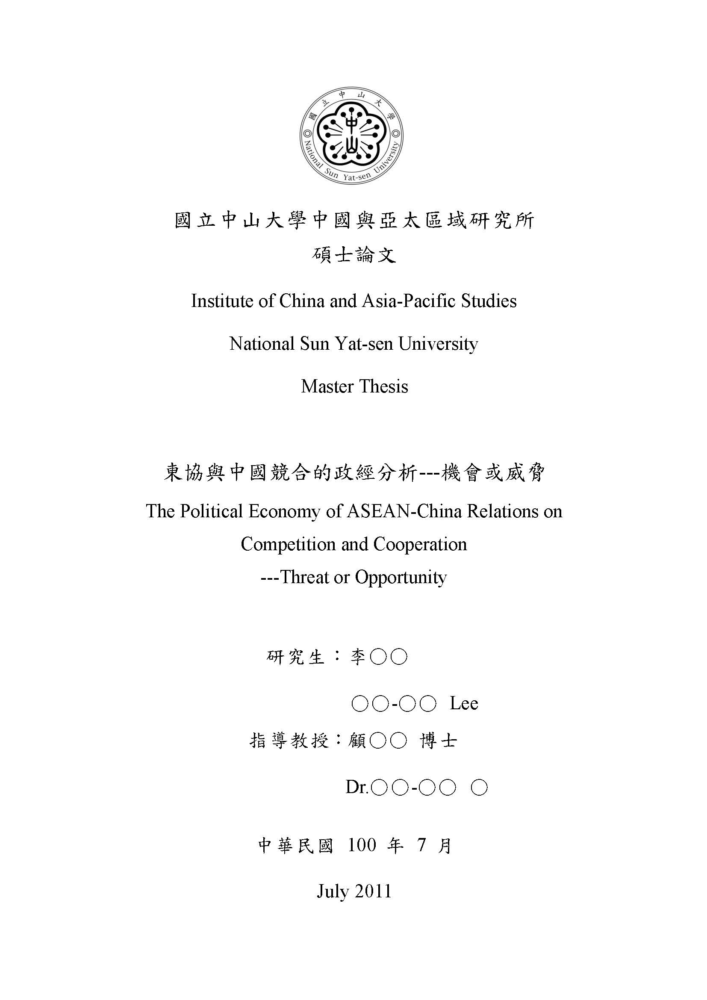 國立中山大學
National Sun Yat-sen University
中山
國立中山大學中國與亞太區域研究所
碩士論文
Institute of China and Asia-Pacific Studies
National Sun Yat-sen University
Master Thesis
東協與中國競合的政經分析---機會或威脅
The Political Economy of ASEAN-China Relations on
Competition and Cooperation
---Threat or Opportunity
研究生：李○○
○○-○○ Lee
指導教授：顧○○ 博士
Dr.○○-○○ ○
中華民國 100 年 7 月
July 2011